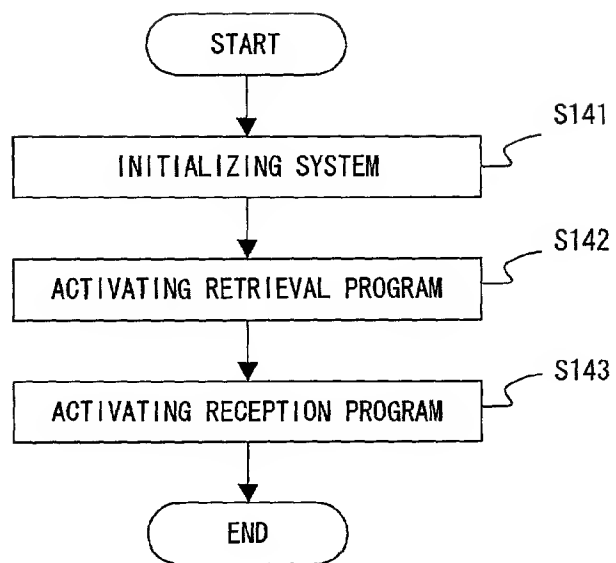 START
S141
INITIALIZING SYSTEM
S142
ACTIVATING RETRIEVAL PROGRAM
S143
ACTIVATING RECEPTION PROGRAM
END